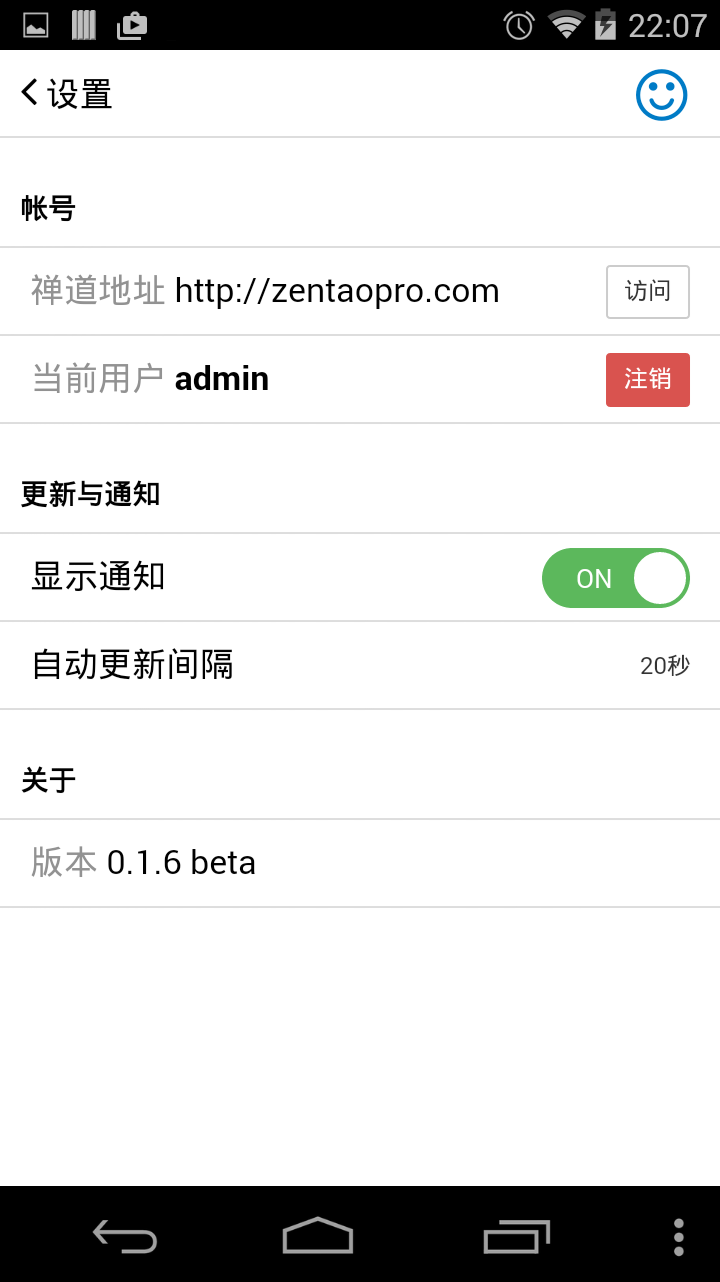 22:07
设置
帐号
禅道地址 http://zentaopro.com 访问
当前用户 admin 注销
更新与通知
显示通知 ON
自动更新间隔 20秒
关于
版本 0.1.6 beta